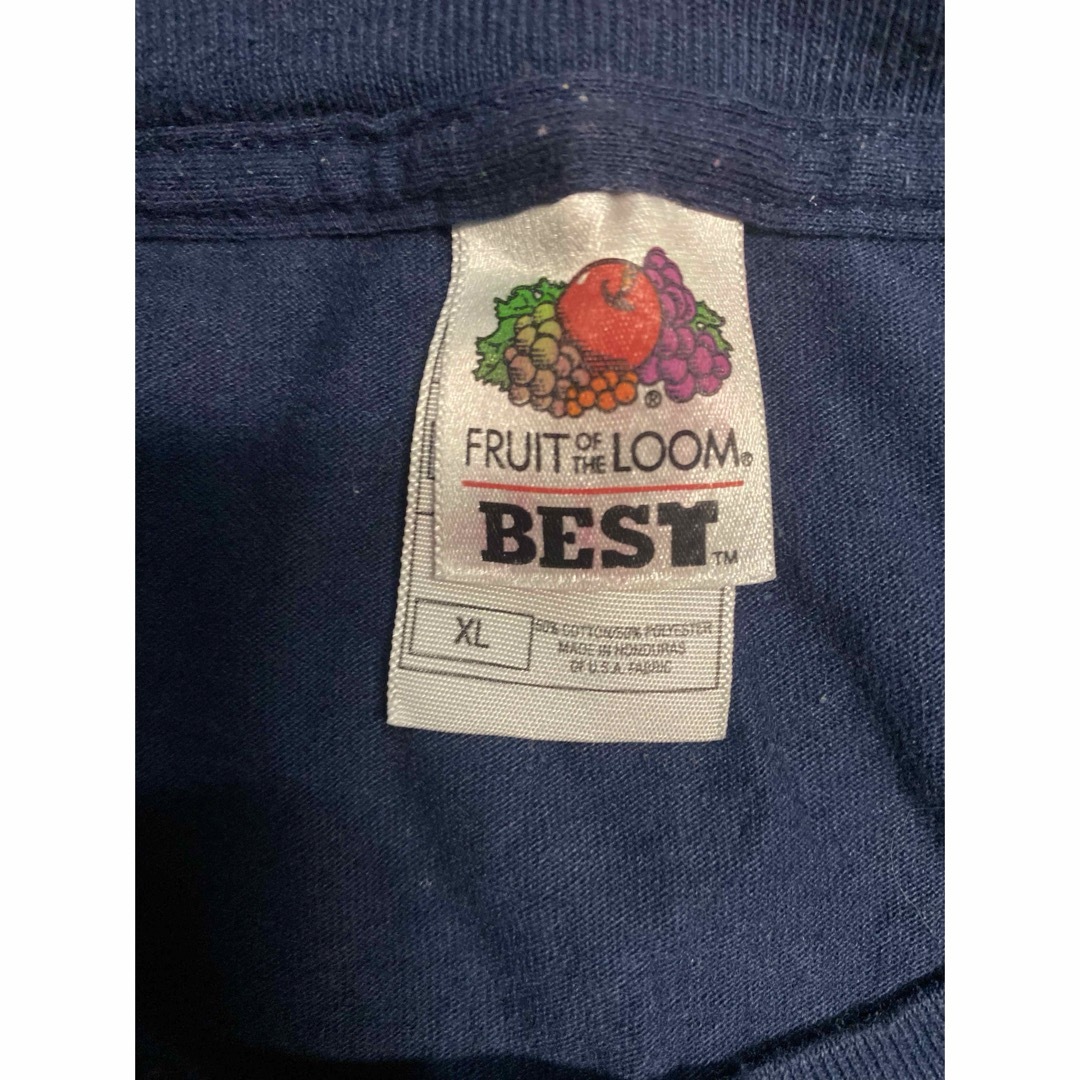 ®
FRUIT OF THE LOOM®
BEST™
XL
50% COTTON/50% POLYESTER
MADE IN HONDURAS
OF U.S.A. FABRIC